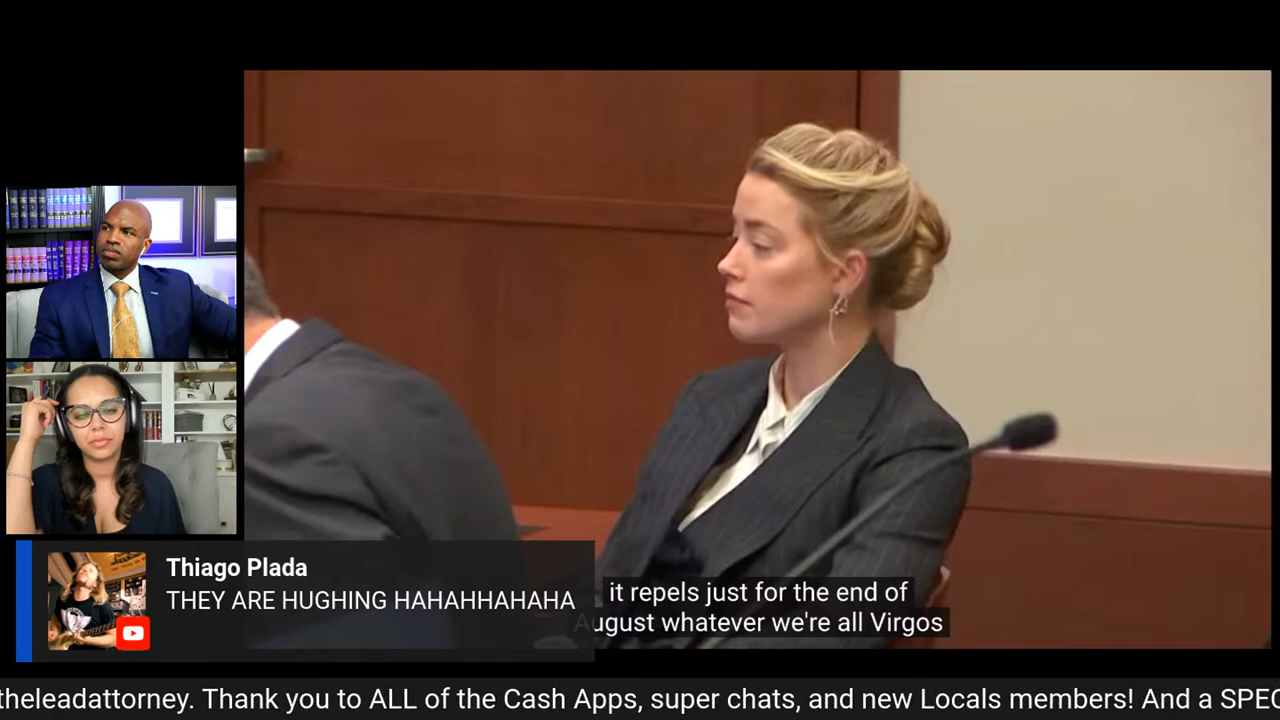 Thiago Plada
THEY ARE HUGHING HAHAHHAHAHA
it repels just for the end of
August whatever we're all Virgos
theleadattorney. Thank you to ALL of the Cash Apps, super chats, and new Locals members! And a SPEC